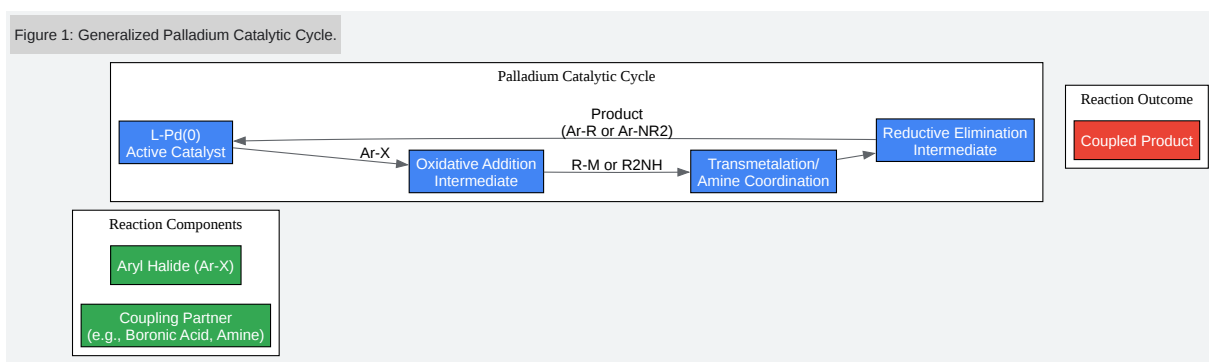 Figure 1: Generalized Palladium Catalytic Cycle.
Palladium Catalytic Cycle
L-Pd(0)
Active Catalyst
Ar-X
Oxidative Addition
Intermediate
R-M or R2NH
Transmetalation/
Amine Coordination
Reductive Elimination
Intermediate
Product
(Ar-R or Ar-NR2)
Reaction Outcome
Coupled Product
Reaction Components
Aryl Halide (Ar-X)
Coupling Partner
(e.g., Boronic Acid, Amine)